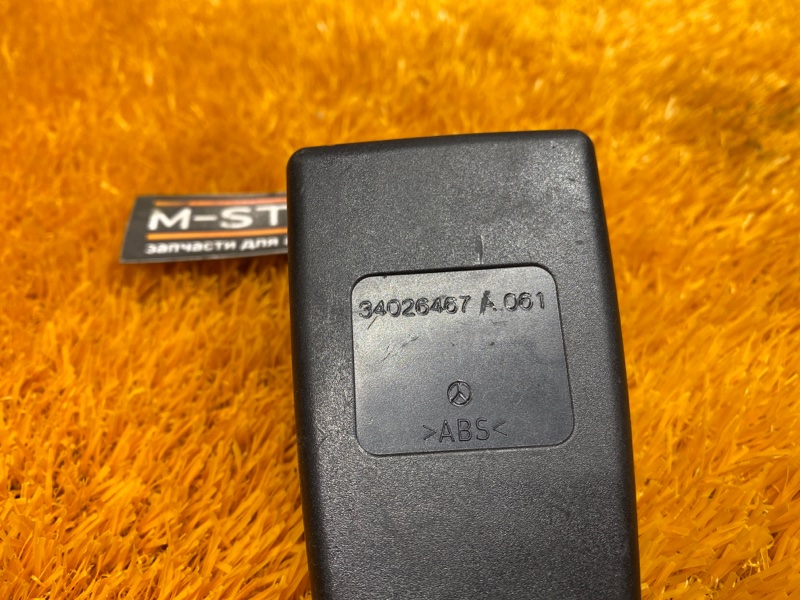 M-ST
запчасти для
34026467 A.061
>ABS<